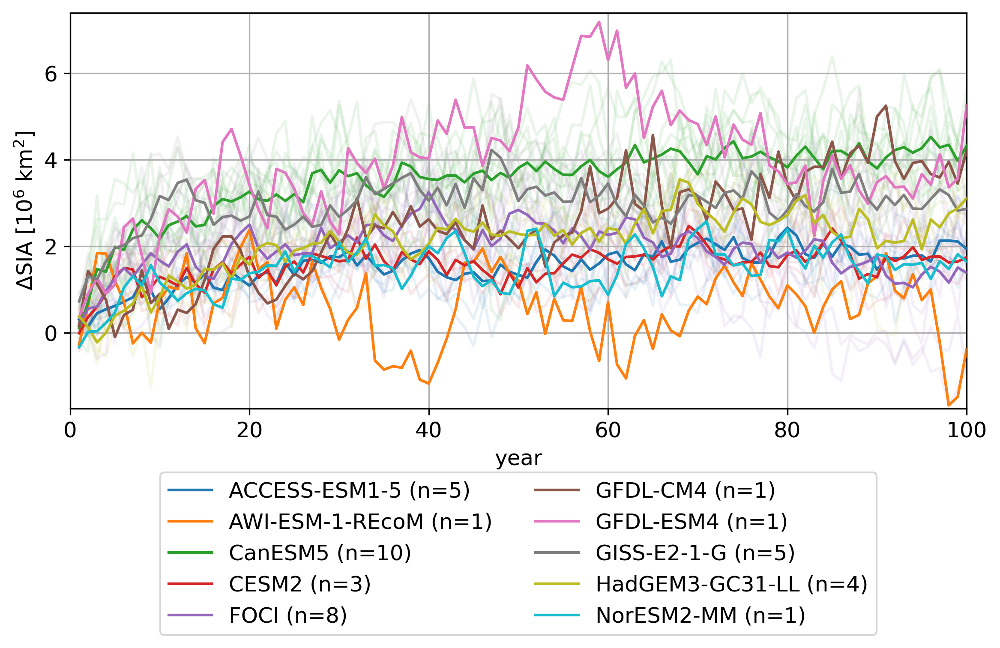 6
4
2
0
ΔSIA [10⁶ km²]
0 20 40 60 80 100
year
ACCESS-ESM1-5 (n=5)
AWI-ESM-1-REcoM (n=1)
CanESM5 (n=10)
CESM2 (n=3)
FOCI (n=8)
GFDL-CM4 (n=1)
GFDL-ESM4 (n=1)
GISS-E2-1-G (n=5)
HadGEM3-GC31-LL (n=4)
NorESM2-MM (n=1)